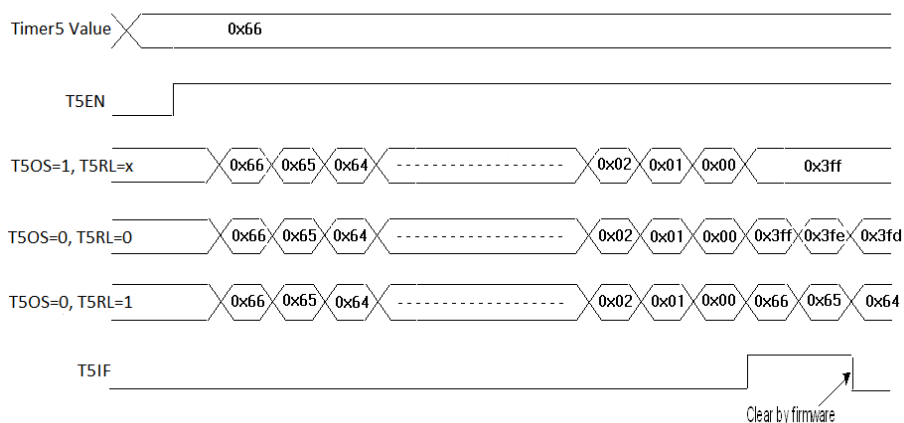 Timer5 Value 0x66
T5EN
T5OS=1, T5RL=x 0x66 0x65 0x64 0x02 0x01 0x00 0x3ff
T5OS=0, T5RL=0 0x66 0x65 0x64 0x02 0x01 0x00 0x3ff 0x3fe 0x3fd
T5OS=0, T5RL=1 0x66 0x65 0x64 0x02 0x01 0x00 0x66 0x65 0x64
T5IF
Clear by firmware